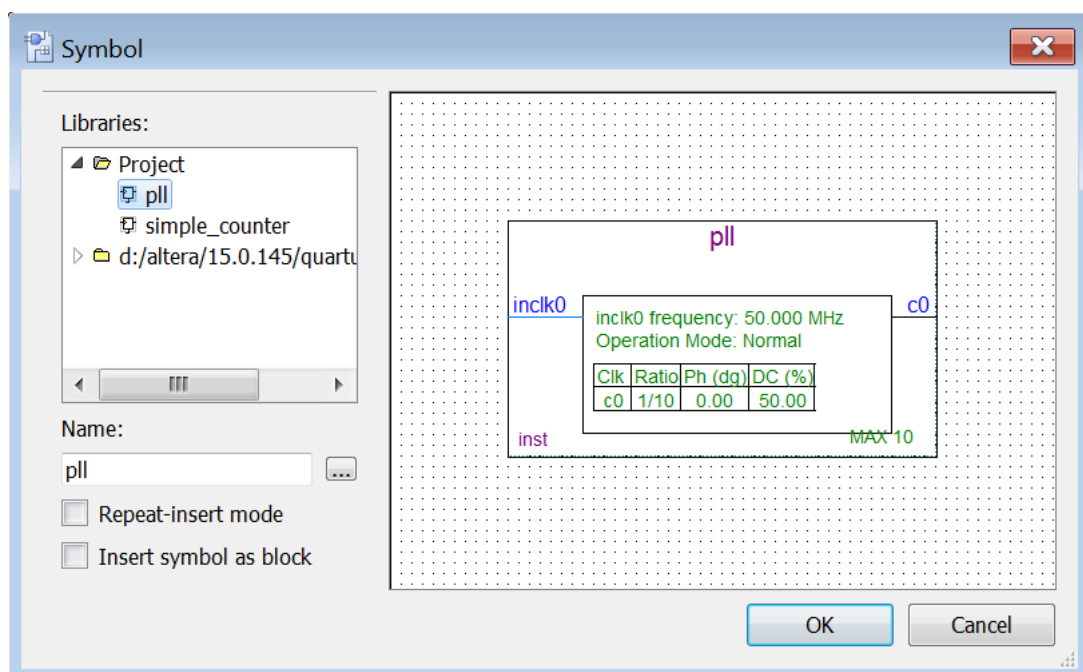 Symbol
Libraries:
Project
pll
simple_counter
d:/altera/15.0.145/quartu
Name:
pll
...
Repeat-insert mode
Insert symbol as block
pll
inclk0
c0
inclk0 frequency: 50.000 MHz
Operation Mode: Normal
Clk Ratio Ph (dg) DC (%)
c0 1/10 0.00 50.00
inst
MAX 10
OK
Cancel